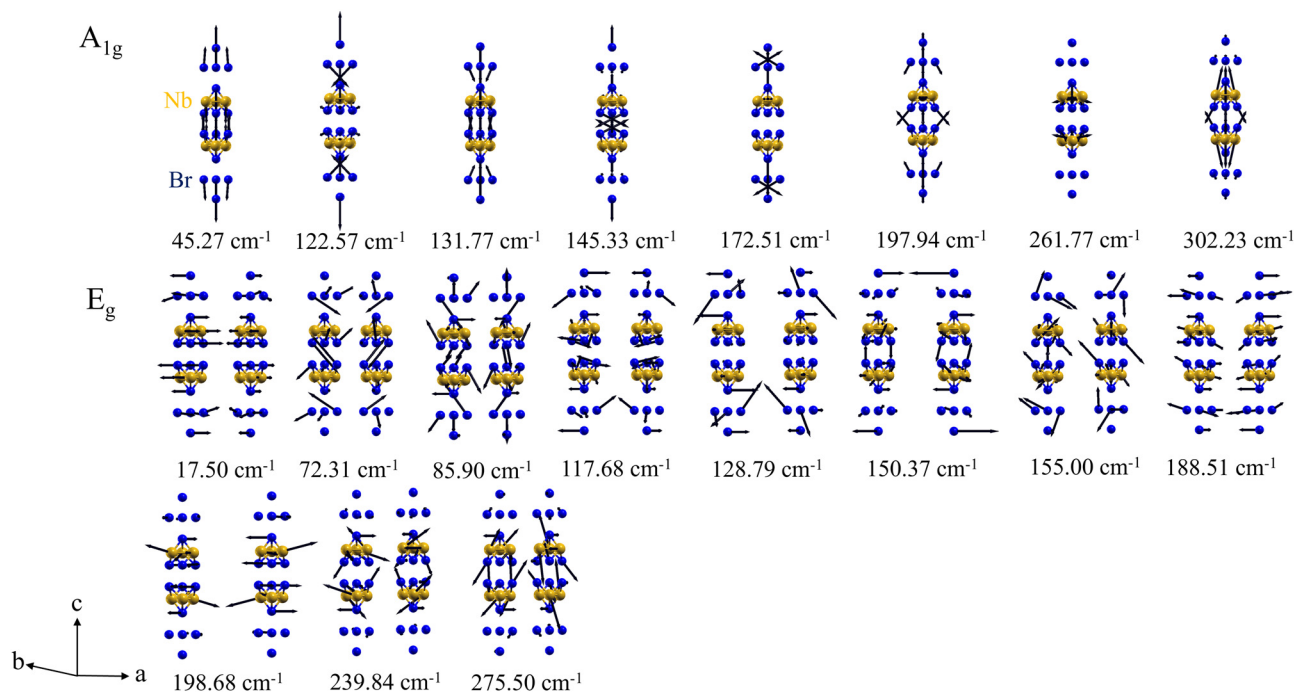 A1g
Nb
Br
45.27 cm-1 122.57 cm-1 131.77 cm-1 145.33 cm-1 172.51 cm-1 197.94 cm-1 261.77 cm-1 302.23 cm-1
Eg
17.50 cm-1 72.31 cm-1 85.90 cm-1 117.68 cm-1 128.79 cm-1 150.37 cm-1 155.00 cm-1 188.51 cm-1
c
b
a
198.68 cm-1 239.84 cm-1 275.50 cm-1